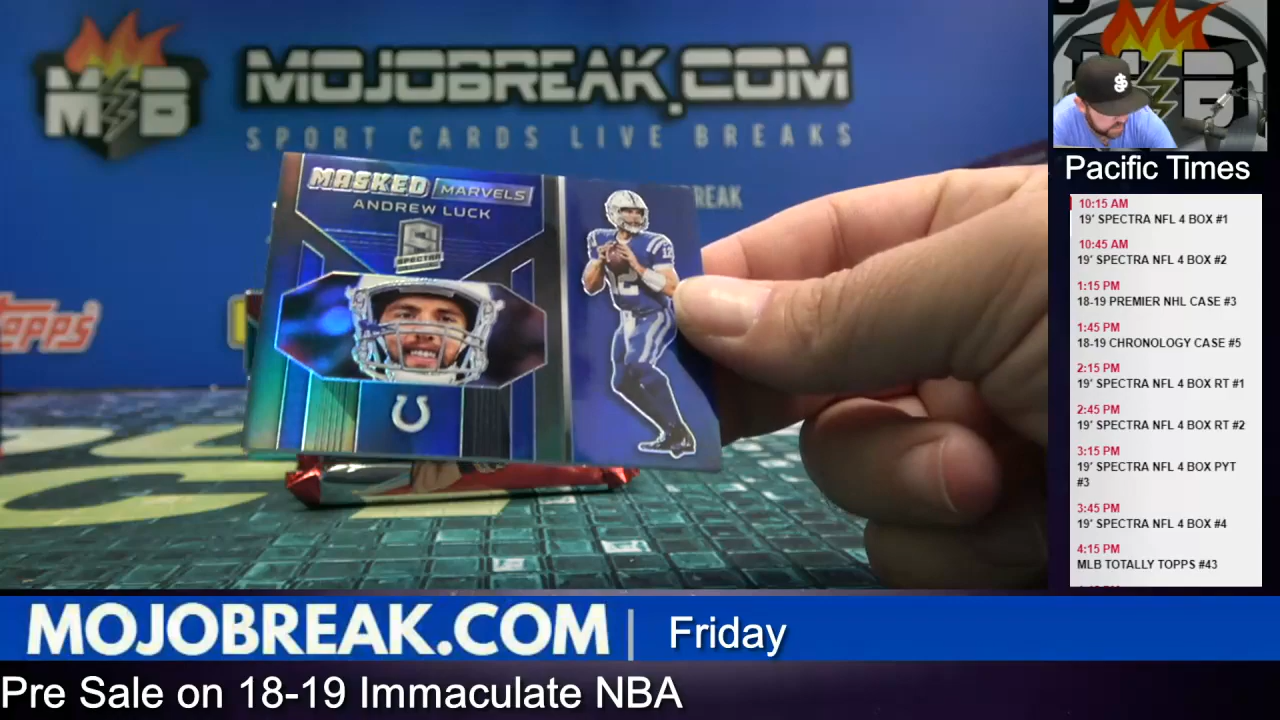 MOJOBREAK.COM
SPORT CARDS LIVE BREAKS
M B
BREAK
TOPPS
MASKED MARVELS
ANDREW LUCK
SPECTRA
12
12
Pacific Times
10:15 AM
19' SPECTRA NFL 4 BOX #1
10:45 AM
19' SPECTRA NFL 4 BOX #2
1:15 PM
18-19 PREMIER NHL CASE #3
1:45 PM
18-19 CHRONOLOGY CASE #5
2:15 PM
19' SPECTRA NFL 4 BOX RT #1
2:45 PM
19' SPECTRA NFL 4 BOX RT #2
3:15 PM
19' SPECTRA NFL 4 BOX PYT
#3
3:45 PM
19' SPECTRA NFL 4 BOX #4
4:15 PM
MLB TOTALLY TOPPS #43
MOJOBREAK.COM | Friday
Pre Sale on 18-19 Immaculate NBA